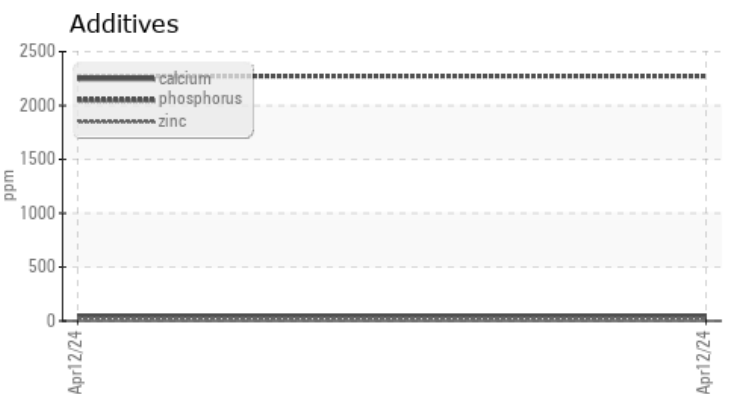 Additives
2500
2000
1500
1000
500
0
ppm
calcium
phosphorus
zinc
Apr12/24
Apr12/24